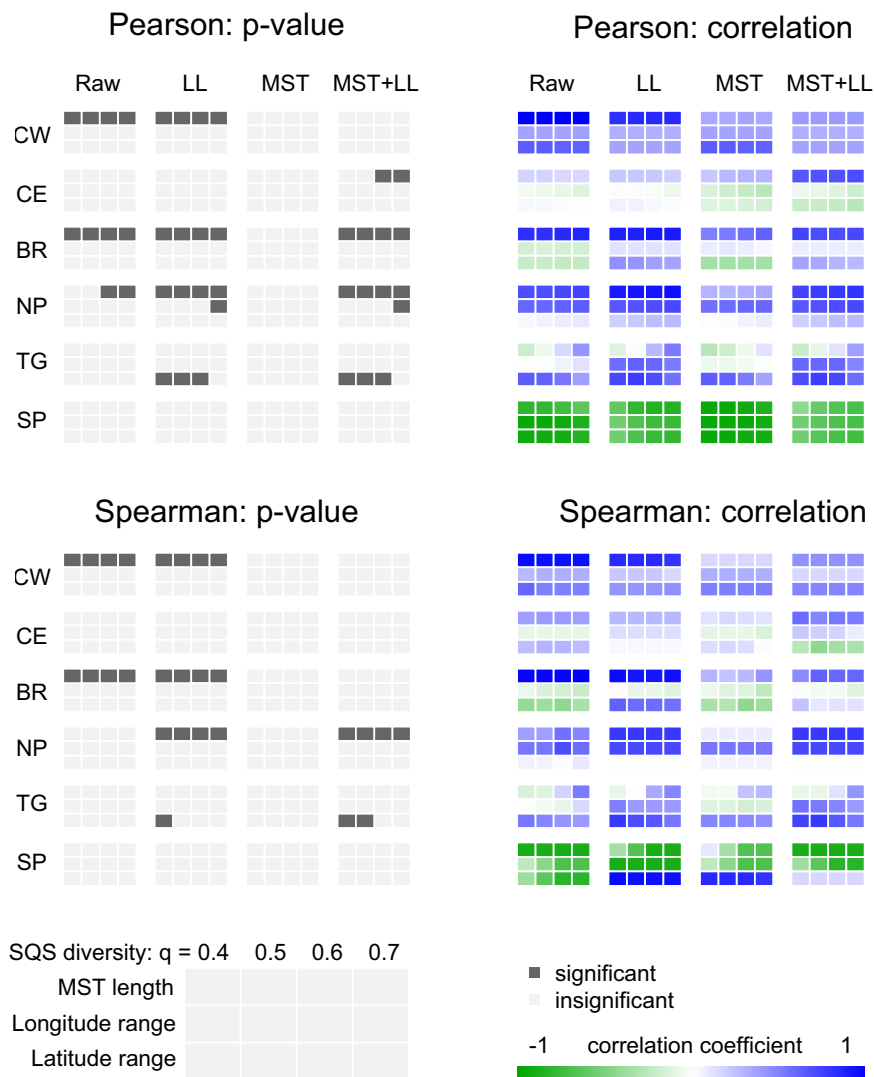 Pearson: p-value
Pearson: correlation
Raw LL MST MST+LL
Raw LL MST MST+LL
CW
CE
BR
NP
TG
SP
Spearman: p-value
Spearman: correlation
CW
CE
BR
NP
TG
SP
SQS diversity: q = 0.4 0.5 0.6 0.7
MST length
Longitude range
Latitude range
significant
insignificant
-1 correlation coefficient 1